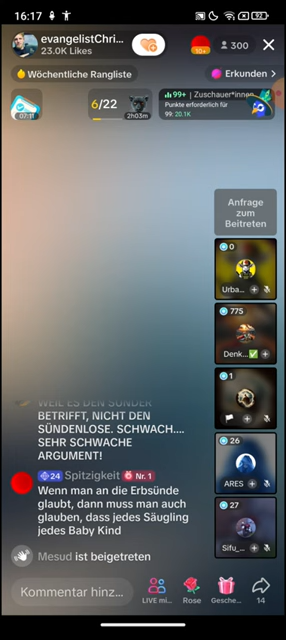 16:17
92
evangelistChri...
23.0K Likes
10+
300
Wöchentliche Rangliste
Erkunden
07:11
6/22
2h03m
99+ | Zuschauer*innen
Punkte erforderlich für
99: 20.1K
Anfrage
zum
Beitreten
0
Urba...
775
Denk...
1
26
ARES
27
Sifu_...
WEIL ES DEN SÜNDER
BETRIFFT, NICHT DEN
SÜNDENLOSE. SCHWACH....
SEHR SCHWACHE
ARGUMENT!
24 Spitzigkeit Nr. 1
Wenn man an die Erbsünde
glaubt, dann muss man auch
glauben, dass jedes Säugling
jedes Baby Kind
Mesud ist beigetreten
Kommentar hinz...
LIVE mi...
Rose
Gesche...
14